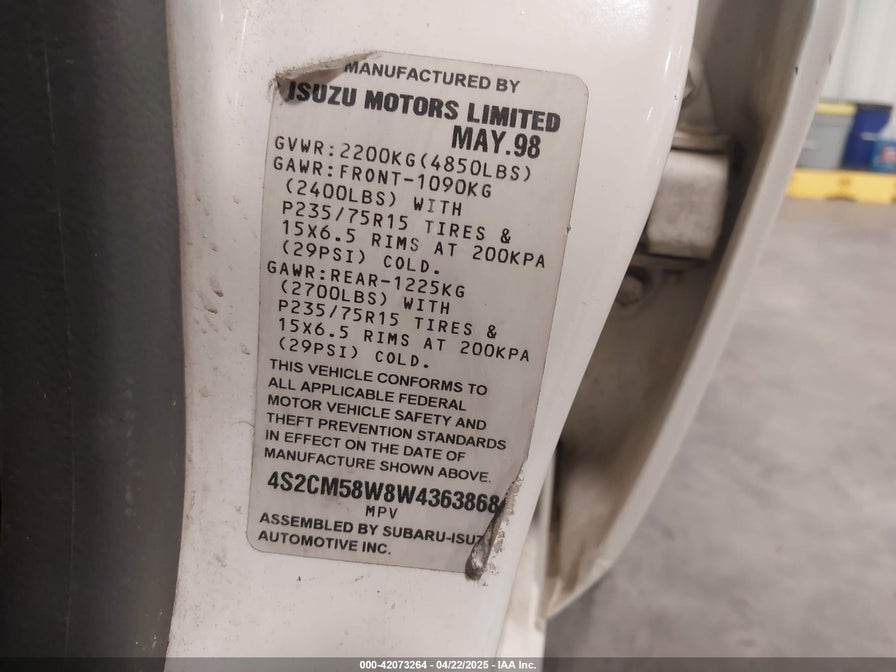 MANUFACTURED BY
ISUZU MOTORS LIMITED
MAY.98
GVWR:2200KG(4850LBS)
GAWR:FRONT-1090KG
(2400LBS) WITH
P235/75R15 TIRES &
15X6.5 RIMS AT 200KPA
(29PSI) COLD.
GAWR:REAR-1225KG
(2700LBS) WITH
P235/75R15 TIRES &
15X6.5 RIMS AT 200KPA
(29PSI) COLD.
THIS VEHICLE CONFORMS TO
ALL APPLICABLE FEDERAL
MOTOR VEHICLE SAFETY AND
THEFT PREVENTION STANDARDS
IN EFFECT ON THE DATE OF
MANUFACTURE SHOWN ABOVE.
4S2CM58W8W4363868
MPV
ASSEMBLED BY SUBARU-ISUZ
AUTOMOTIVE INC.
000-42073264 - 04/22/2025 - IAA Inc.